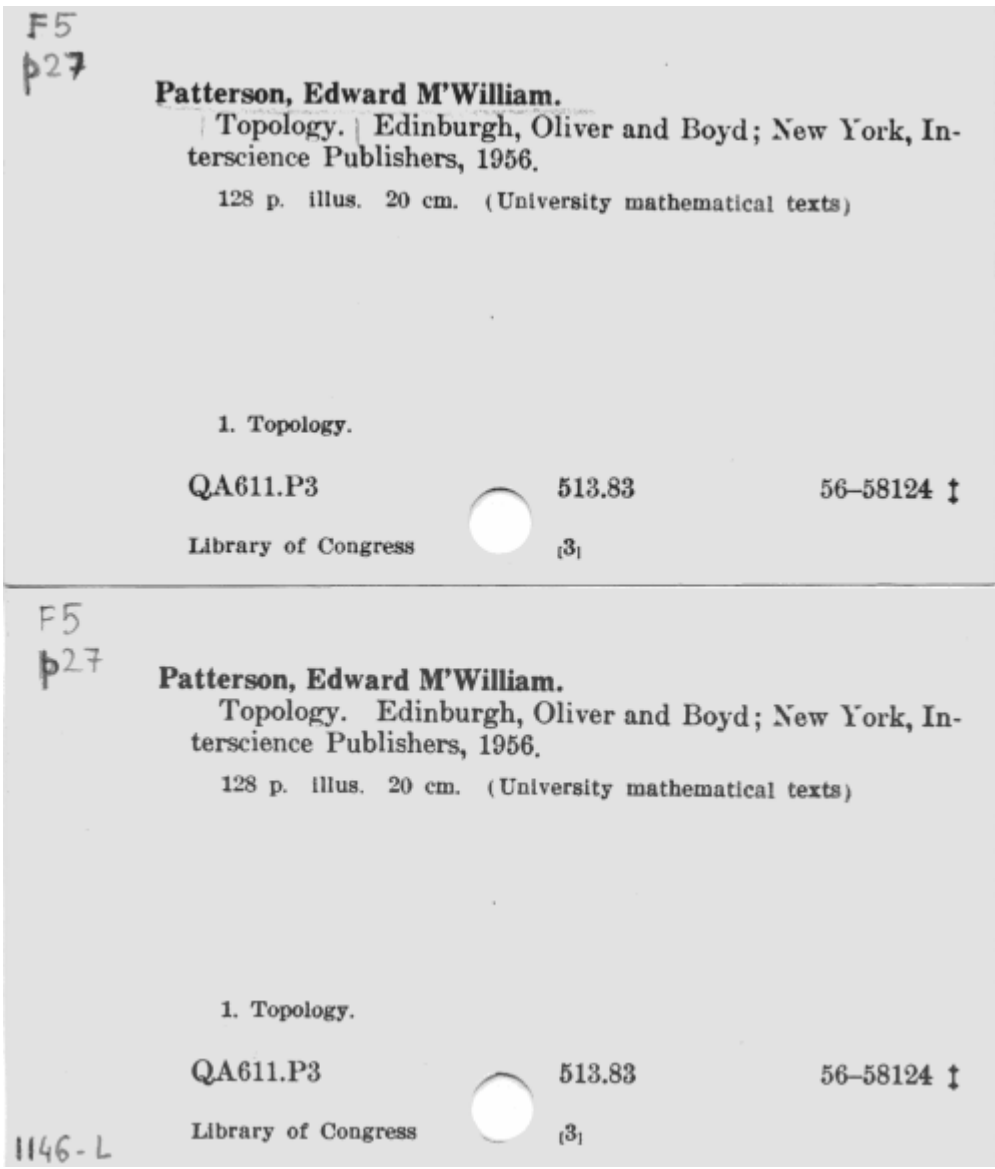 F5
p27
Patterson, Edward M'William.
Topology. Edinburgh, Oliver and Boyd; New York, In-
terscience Publishers, 1956.
128 p. illus. 20 cm. (University mathematical texts)
1. Topology.
QA611.P3 513.83 56–58124 ‡
Library of Congress [3]
F5
p27
Patterson, Edward M'William.
Topology. Edinburgh, Oliver and Boyd; New York, In-
terscience Publishers, 1956.
128 p. illus. 20 cm. (University mathematical texts)
1. Topology.
QA611.P3 513.83 56–58124 ‡
Library of Congress [3]
1146-L